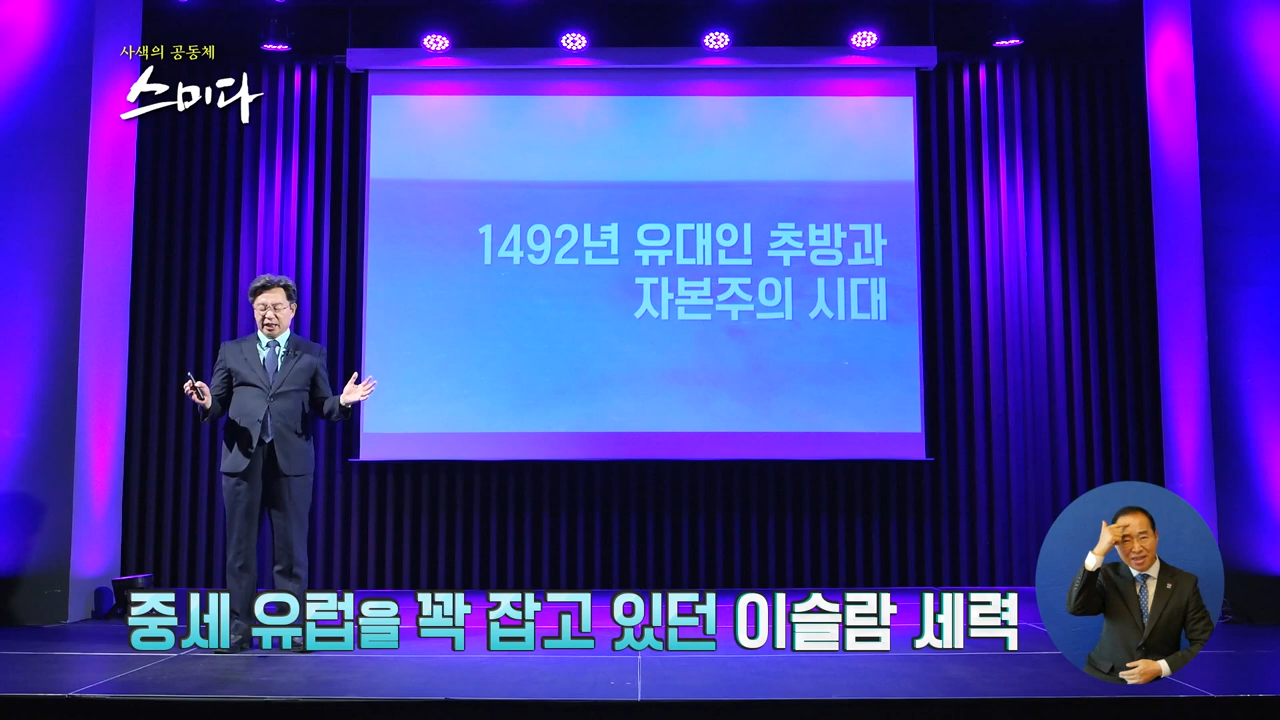 사색의 공동체
스미다
1492년 유대인 추방과
자본주의 시대
중세 유럽을 꽉 잡고 있던 이슬람 세력